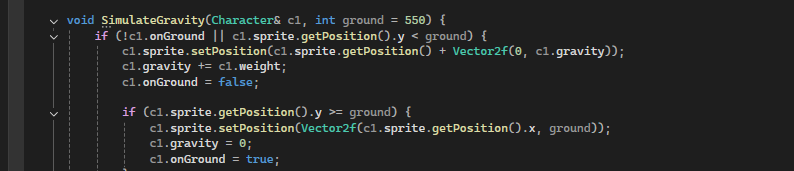 void SimulateGravity(Character& c1, int ground = 550) {
if (!c1.onGround || c1.sprite.getPosition().y < ground) {
c1.sprite.setPosition(c1.sprite.getPosition() + Vector2f(0, c1.gravity));
c1.gravity += c1.weight;
c1.onGround = false;
if (c1.sprite.getPosition().y >= ground) {
c1.sprite.setPosition(Vector2f(c1.sprite.getPosition().x, ground));
c1.gravity = 0;
c1.onGround = true;